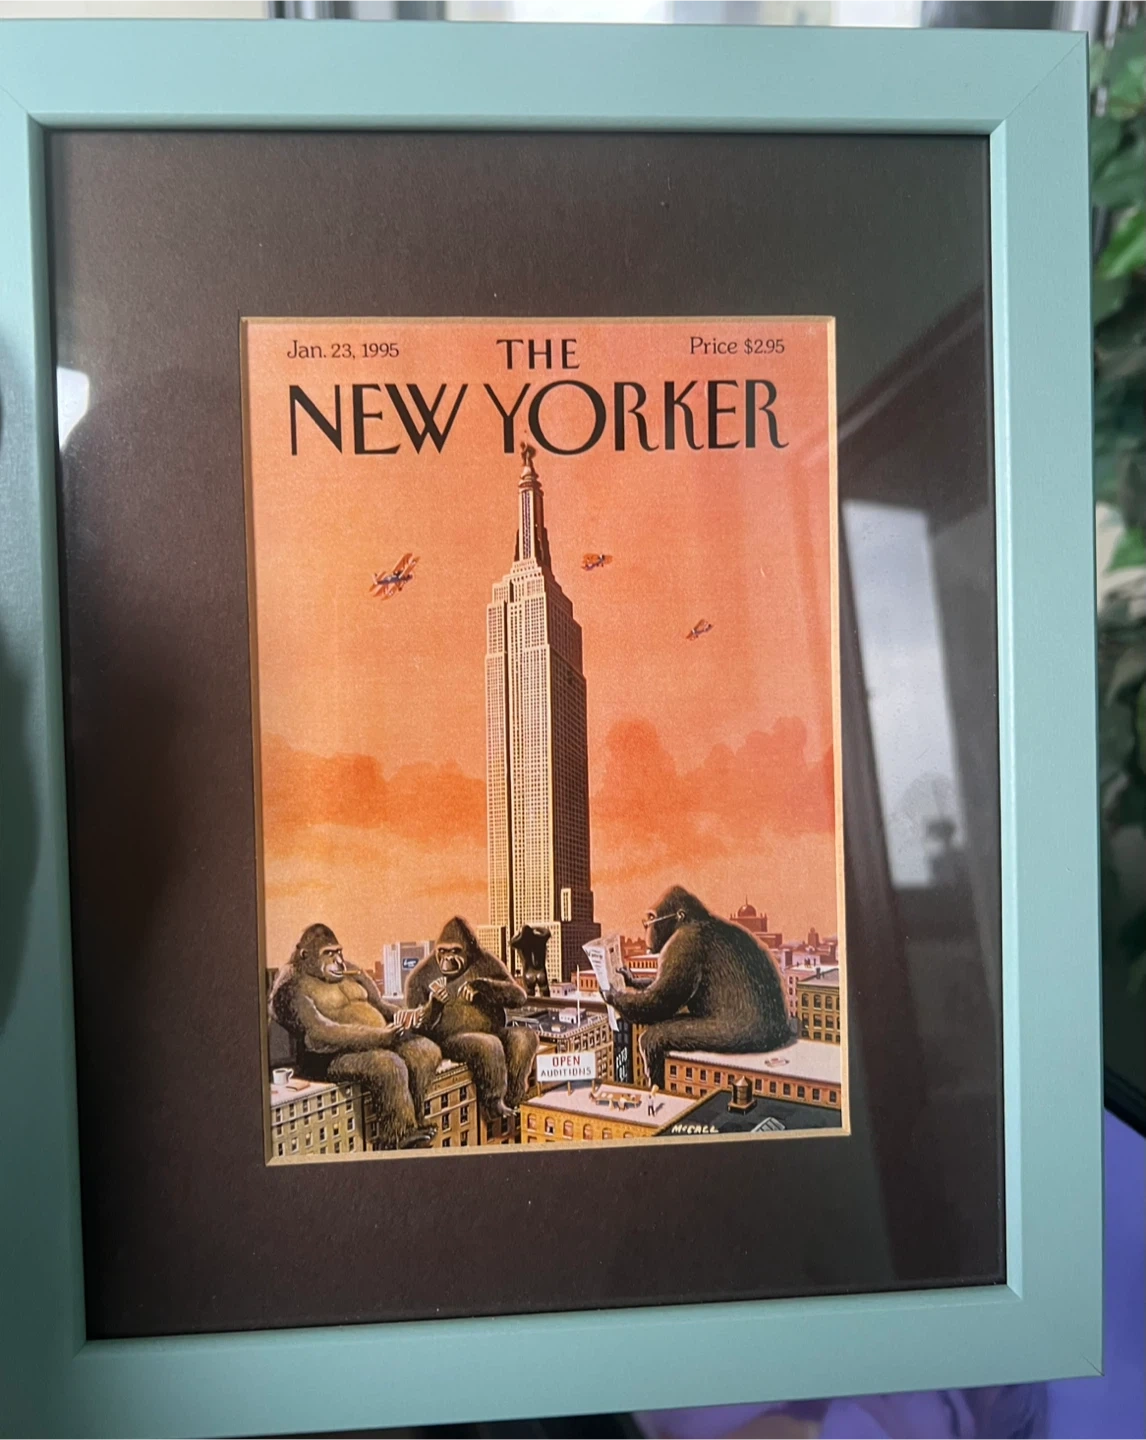 Jan. 23, 1995
THE
Price $2.95
NEW YORKER
OPEN
AUDITIONS
McCALL